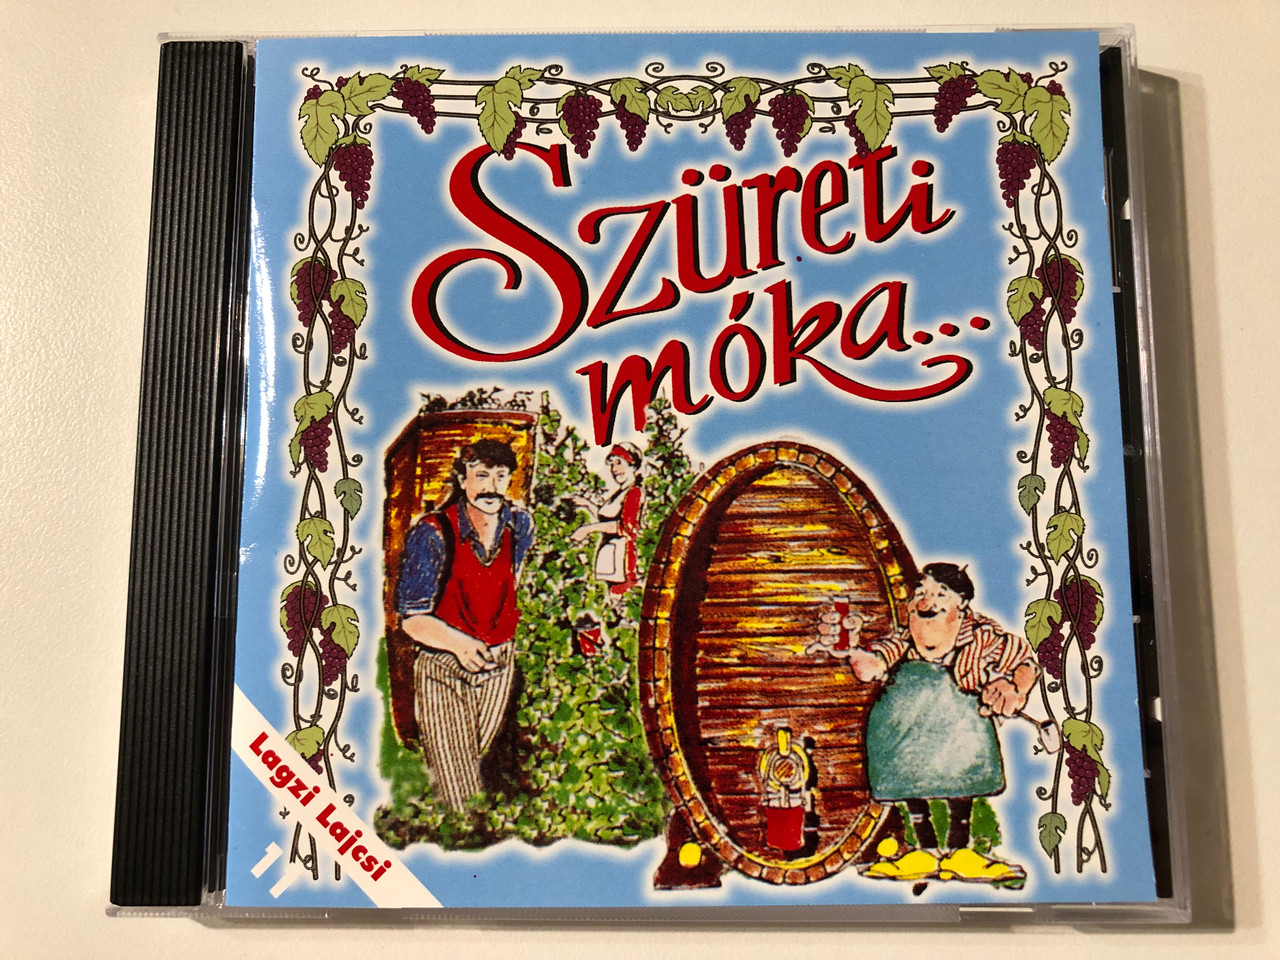 Szüreti
móka...
Lagzi Lajcsi
11